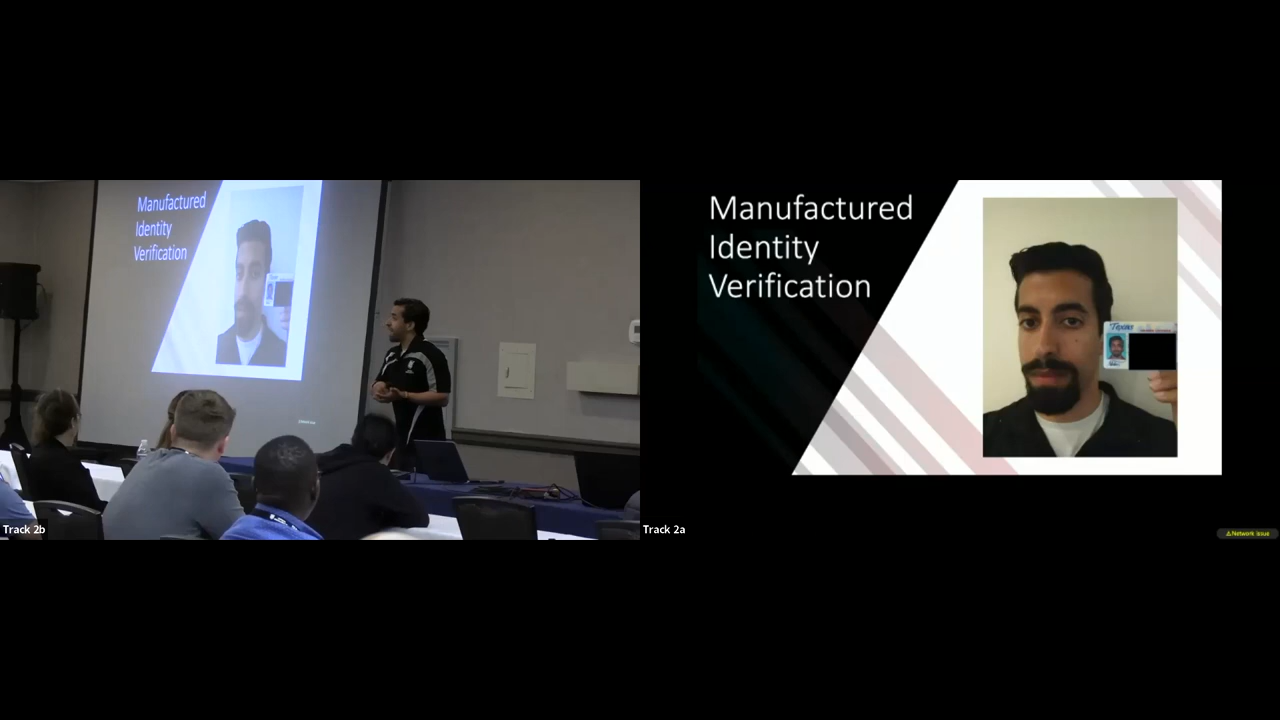 Manufactured
Identity
Verification
Track 2b
Manufactured
Identity
Verification
Texas
Track 2a
⚠Network Issue